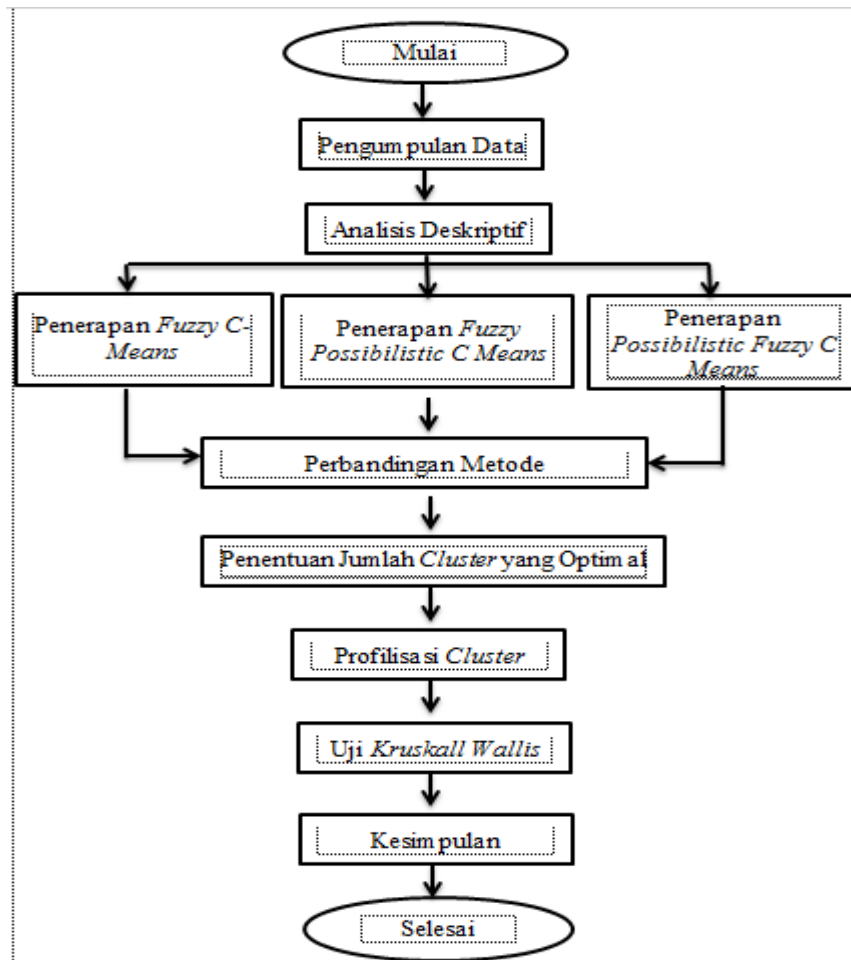 Mulai
Pengumpulan Data
Analisis Deskriptif
Penerapan Fuzzy C-
Means
Penerapan Fuzzy
Possibilistic C Means
Penerapan
Possibilistic Fuzzy C
Means
Perbandingan Metode
Penentuan Jumlah Cluster yang Optimal
Profilisasi Cluster
Uji Kruskall Wallis
Kesimpulan
Selesai